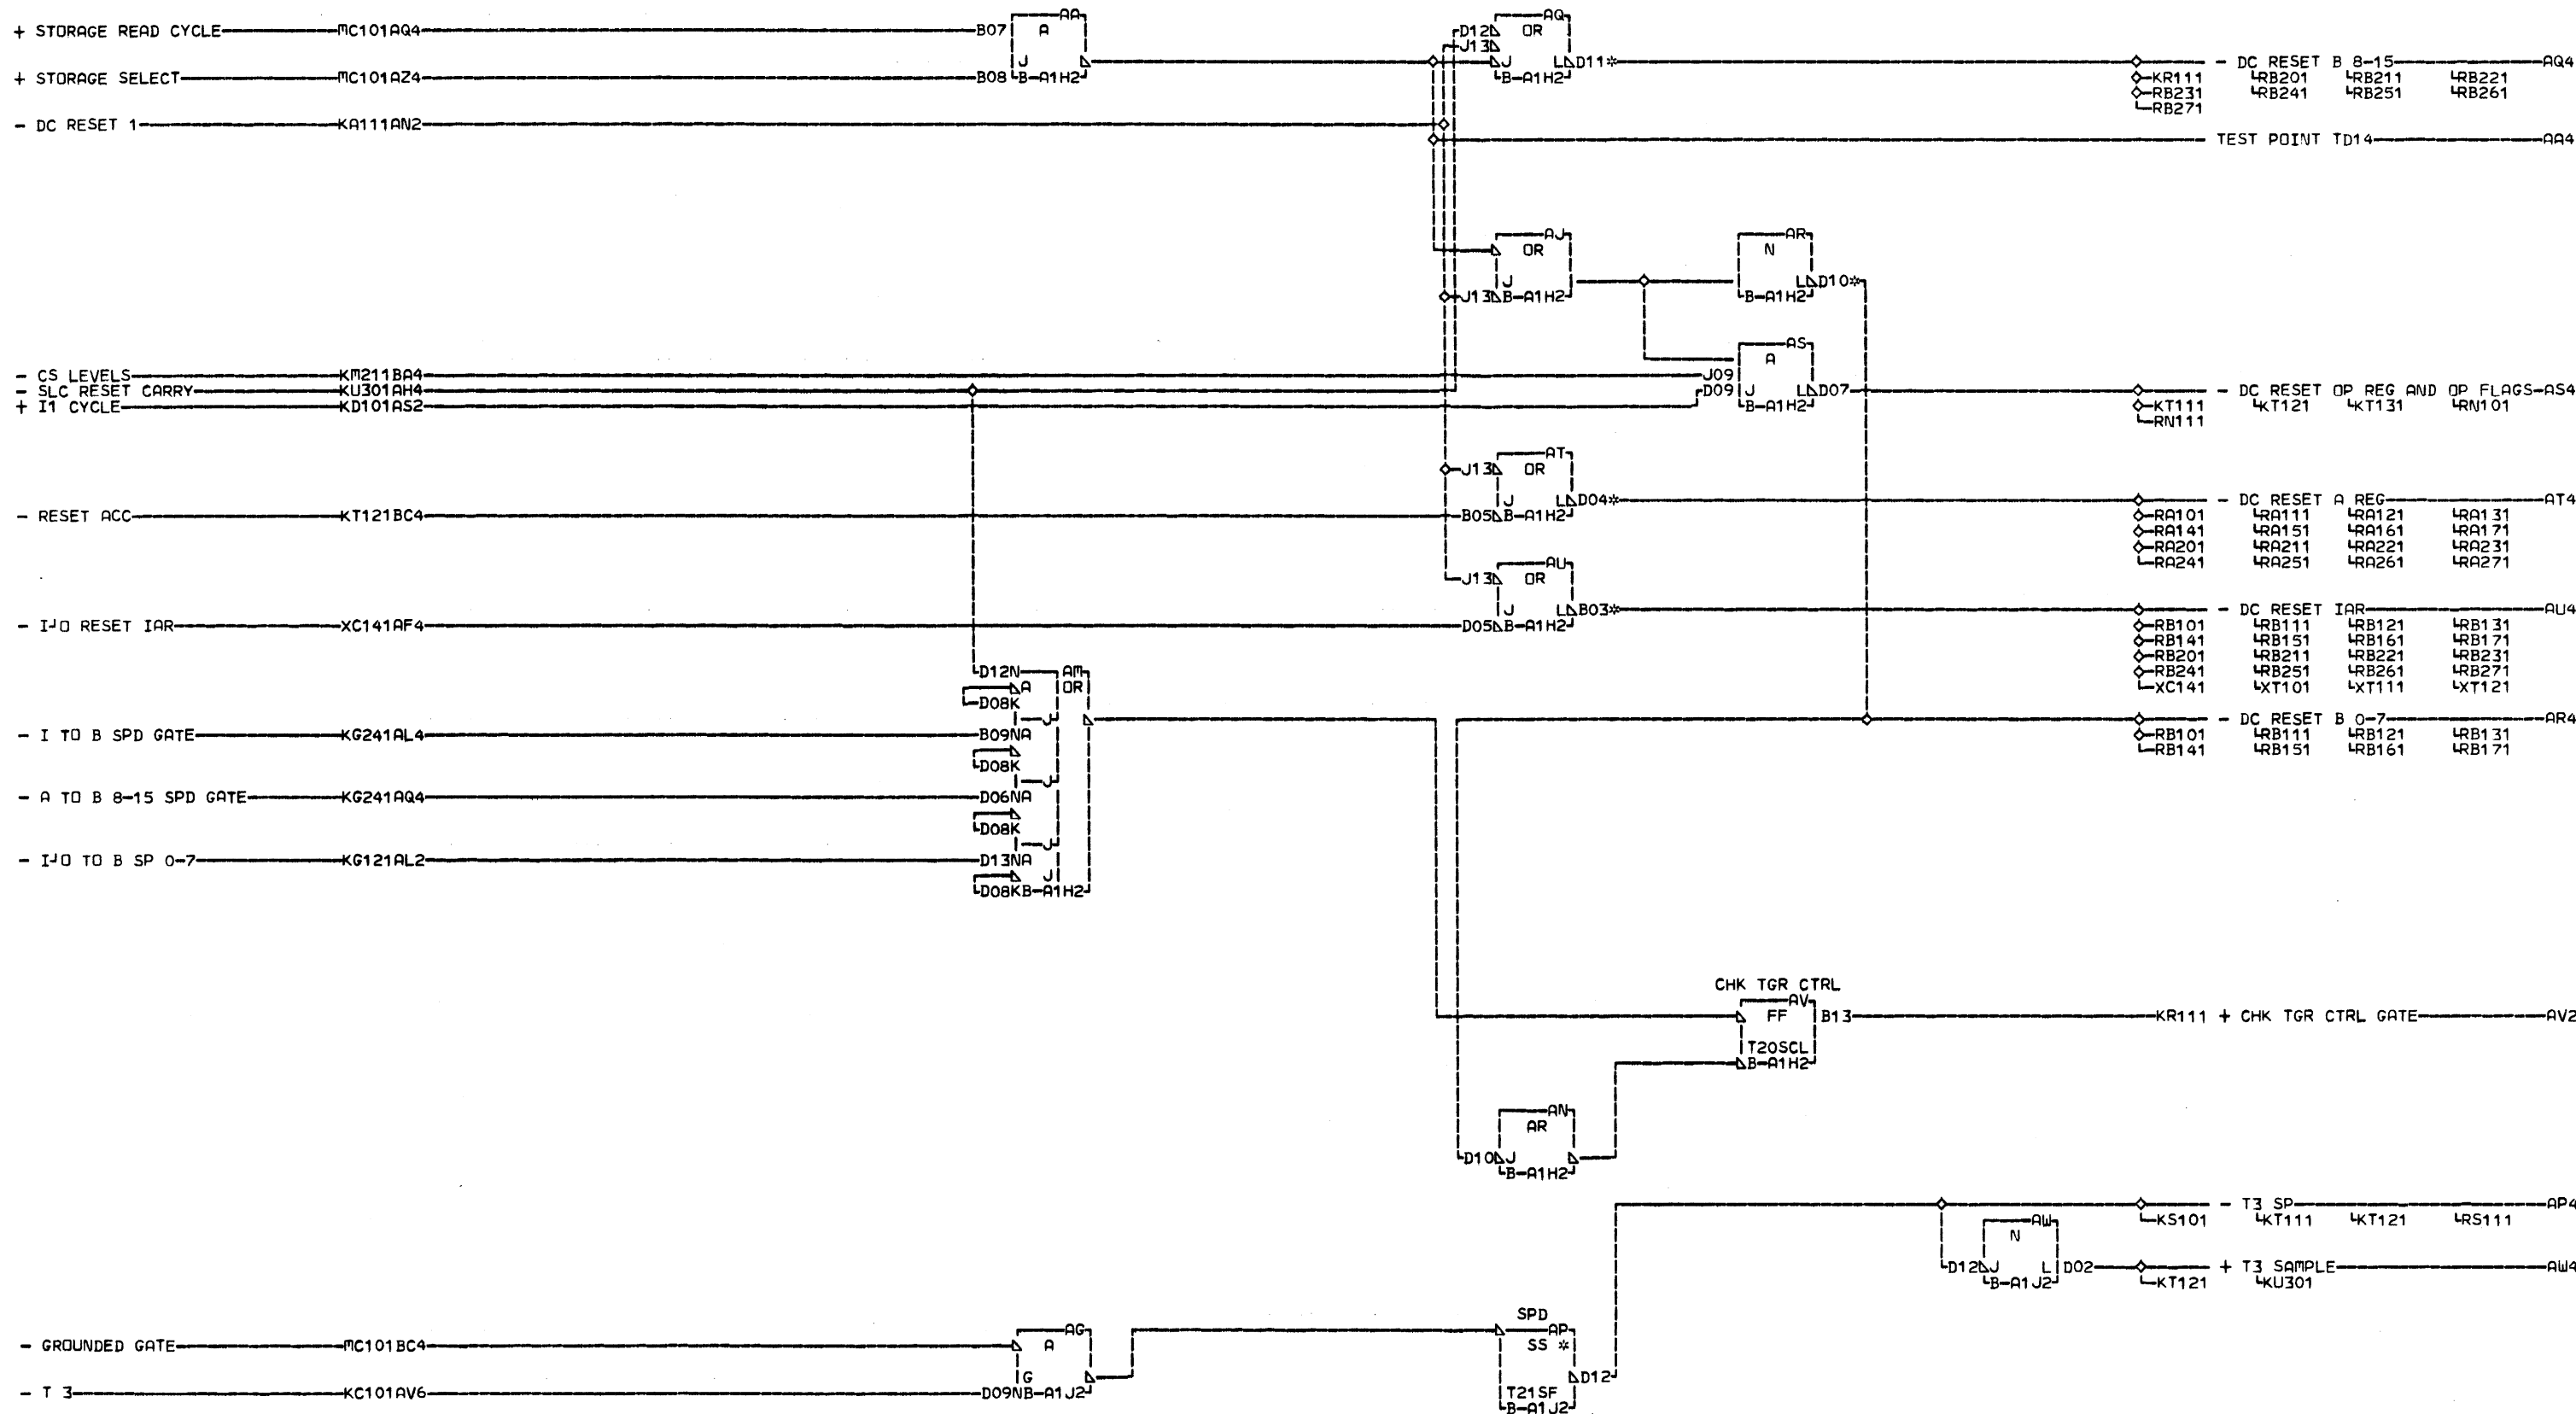 AA AQ
+ STORAGE READ CYCLE MC101AQ4 B07 A D12 OR
J13
J J L D11* - DC RESET B 8-15 AQ4
+ STORAGE SELECT MC101AZ4 B08 B-A1H2 B-A1H2 KR111 RB201 RB211 RB221
RB231 RB241 RB251 RB261
RB271
- DC RESET 1 KA111AN2
TEST POINT TD14 AA4
AJ AR
OR N
J L D10*
J13 B-A1H2 B-A1H2
AS
A
- CS LEVELS KM211BA4 J09
- SLC RESET CARRY KU301AH4 D09 J L D07 - DC RESET OP REG AND OP FLAGS AS4
+ I1 CYCLE KD101AS2 B-A1H2 KT111 KT121 KT131 RN101
RN111
AT
J13 OR
J L D04* - DC RESET A REG AT4
- RESET ACC KT121BC4 B05 B-A1H2 RA101 RA111 RA121 RA131
RA141 RA151 RA161 RA171
RA201 RA211 RA221 RA231
RA241 RA251 RA261 RA271
AU
J13 OR
J L B03* - DC RESET IAR AU4
- I┘O RESET IAR XC141AF4 D05 B-A1H2 RB101 RB111 RB121 RB131
RB141 RB151 RB161 RB171
RB201 RB211 RB221 RB231
D12N AM RB241 RB251 RB261 RB271
A OR XC141 XT101 XT111 XT121
D08K
J - DC RESET B 0-7 AR4
- I TO B SPD GATE KG241AL4 B09NA RB101 RB111 RB121 RB131
RB141 RB151 RB161 RB171
D08K
J
- A TO B 8-15 SPD GATE KG241AQ4 D06NA
D08K
J
- I┘O TO B SP 0-7 KG121AL2 D13NA
J
D08KB-A1H2
CHK TGR CTRL
AV
FF B13 KR111 + CHK TGR CTRL GATE AV2
T20SCL
B-A1H2
AN
AR
D10 J
B-A1H2
- T3 SP AP4
AW KS101 KT111 KT121 RS111
N
D12 J L D02 + T3 SAMPLE AW4
B-A1J2 KT121 KU301
SPD
AG AP
- GROUNDED GATE MC101BC4 A SS *
G D12
- T 3 KC101AV6 D09NB-A1J2 T21SF
B-A1J2